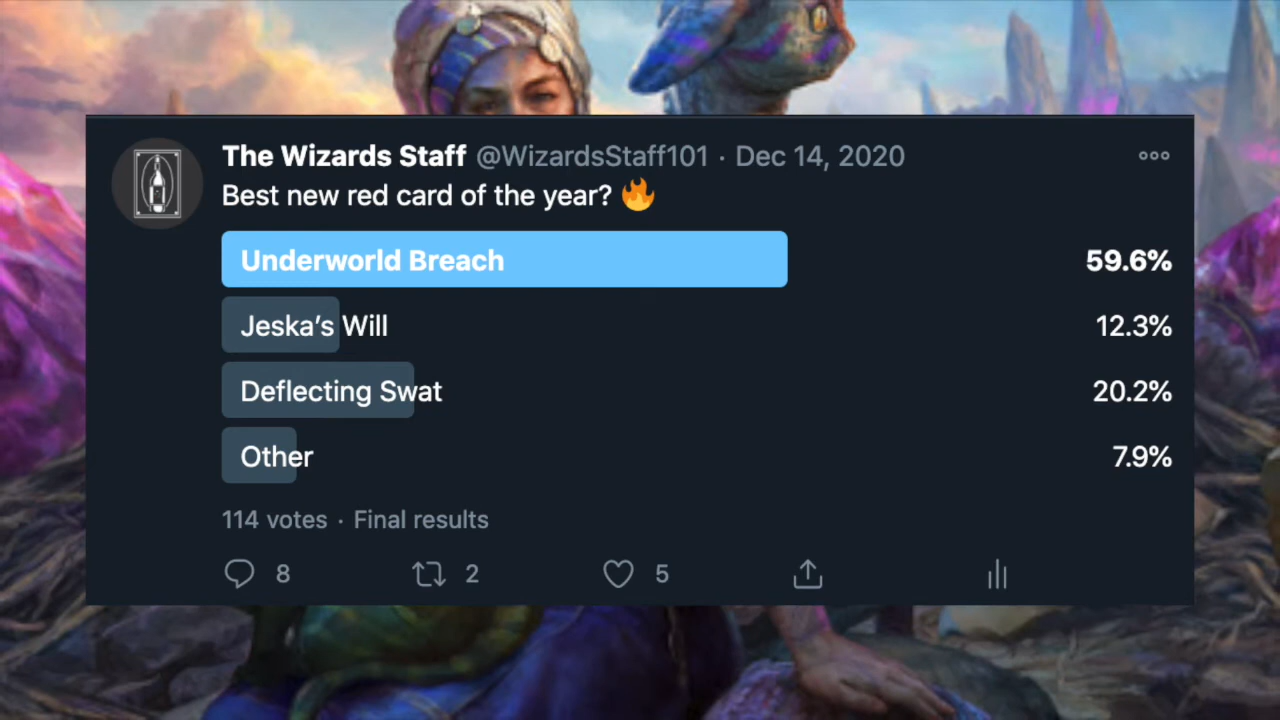 The Wizards Staff @WizardsStaff101 · Dec 14, 2020
Best new red card of the year? 🔥
Underworld Breach 59.6%
Jeska’s Will 12.3%
Deflecting Swat 20.2%
Other 7.9%
114 votes · Final results
8 2 5